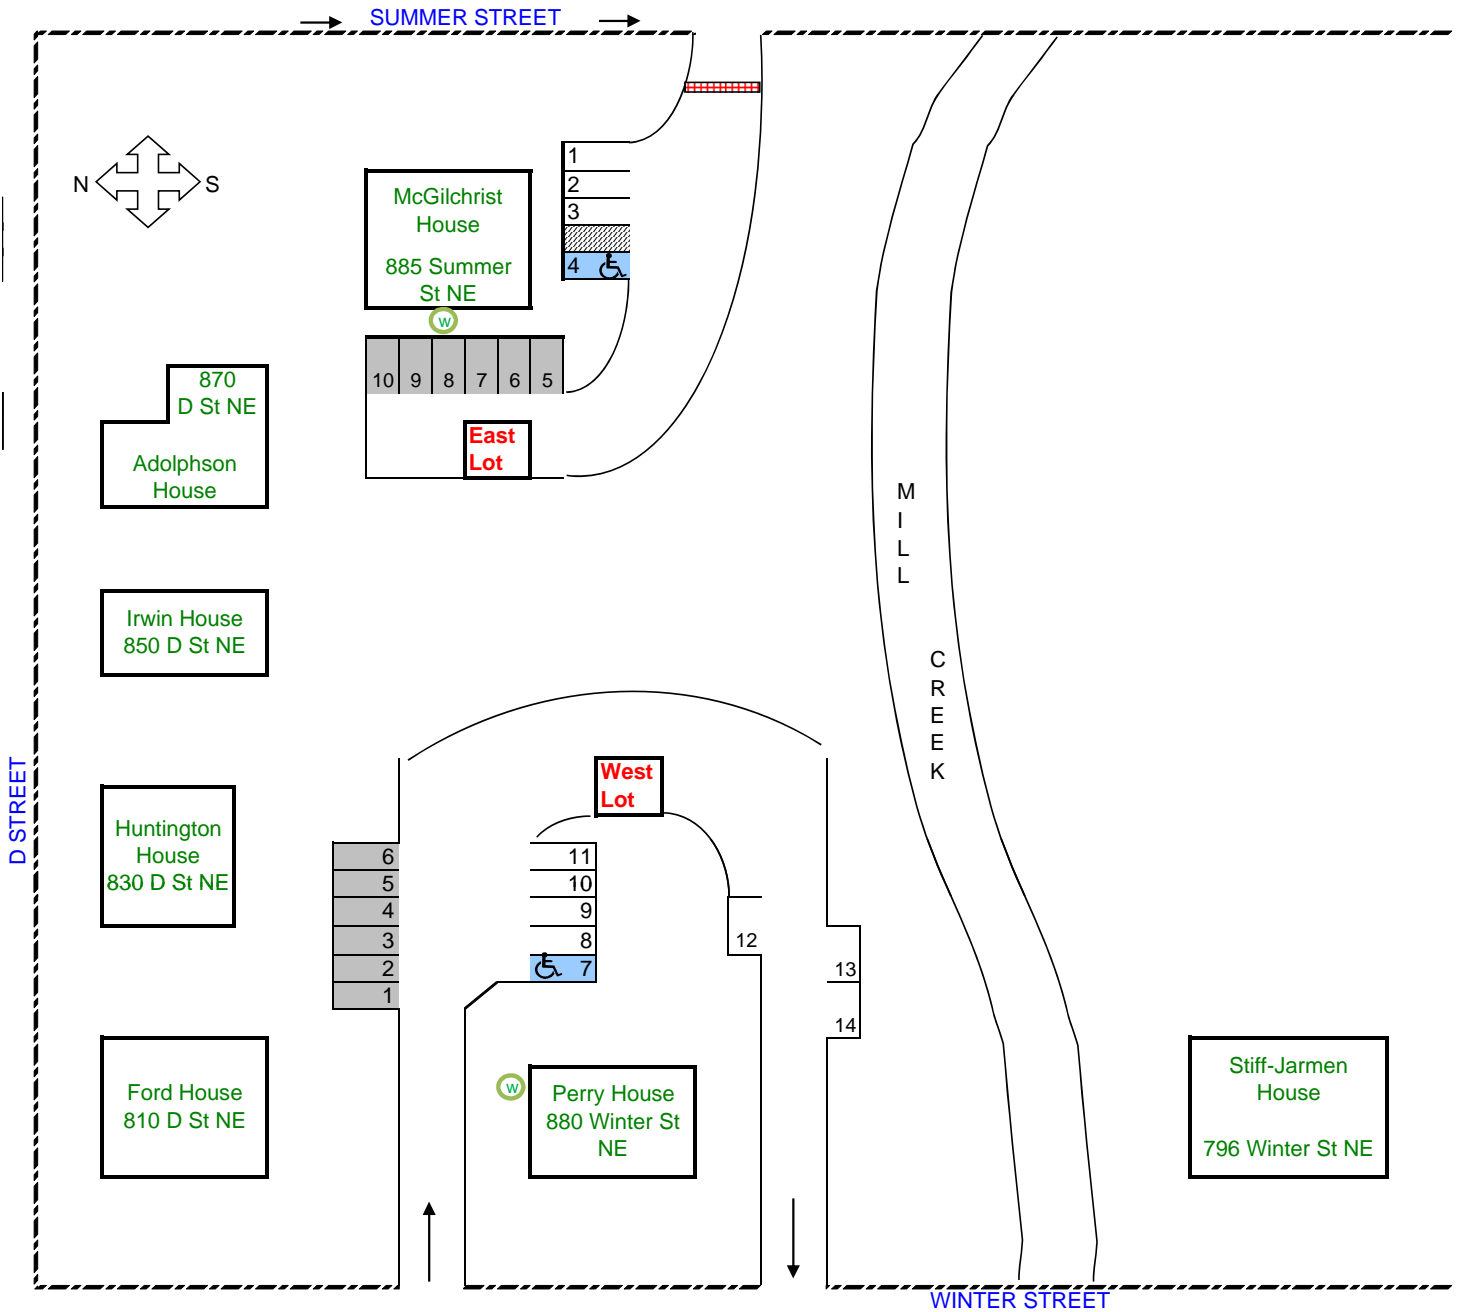 SUMMER STREET
N
S
McGilchrist
House
885 Summer
St NE
1
2
3
4
W
10 9 8 7 6 5
East
Lot
870
D St NE
Adolphson
House
Irwin House
850 D St NE
M
I
L
L
C
R
E
E
K
D STREET
West
Lot
Huntington
House
830 D St NE
6
5
4
3
2
1
11
10
9
8
7
12
13
14
Ford House
810 D St NE
W
Perry House
880 Winter St
NE
Stiff-Jarmen
House
796 Winter St NE
WINTER STREET